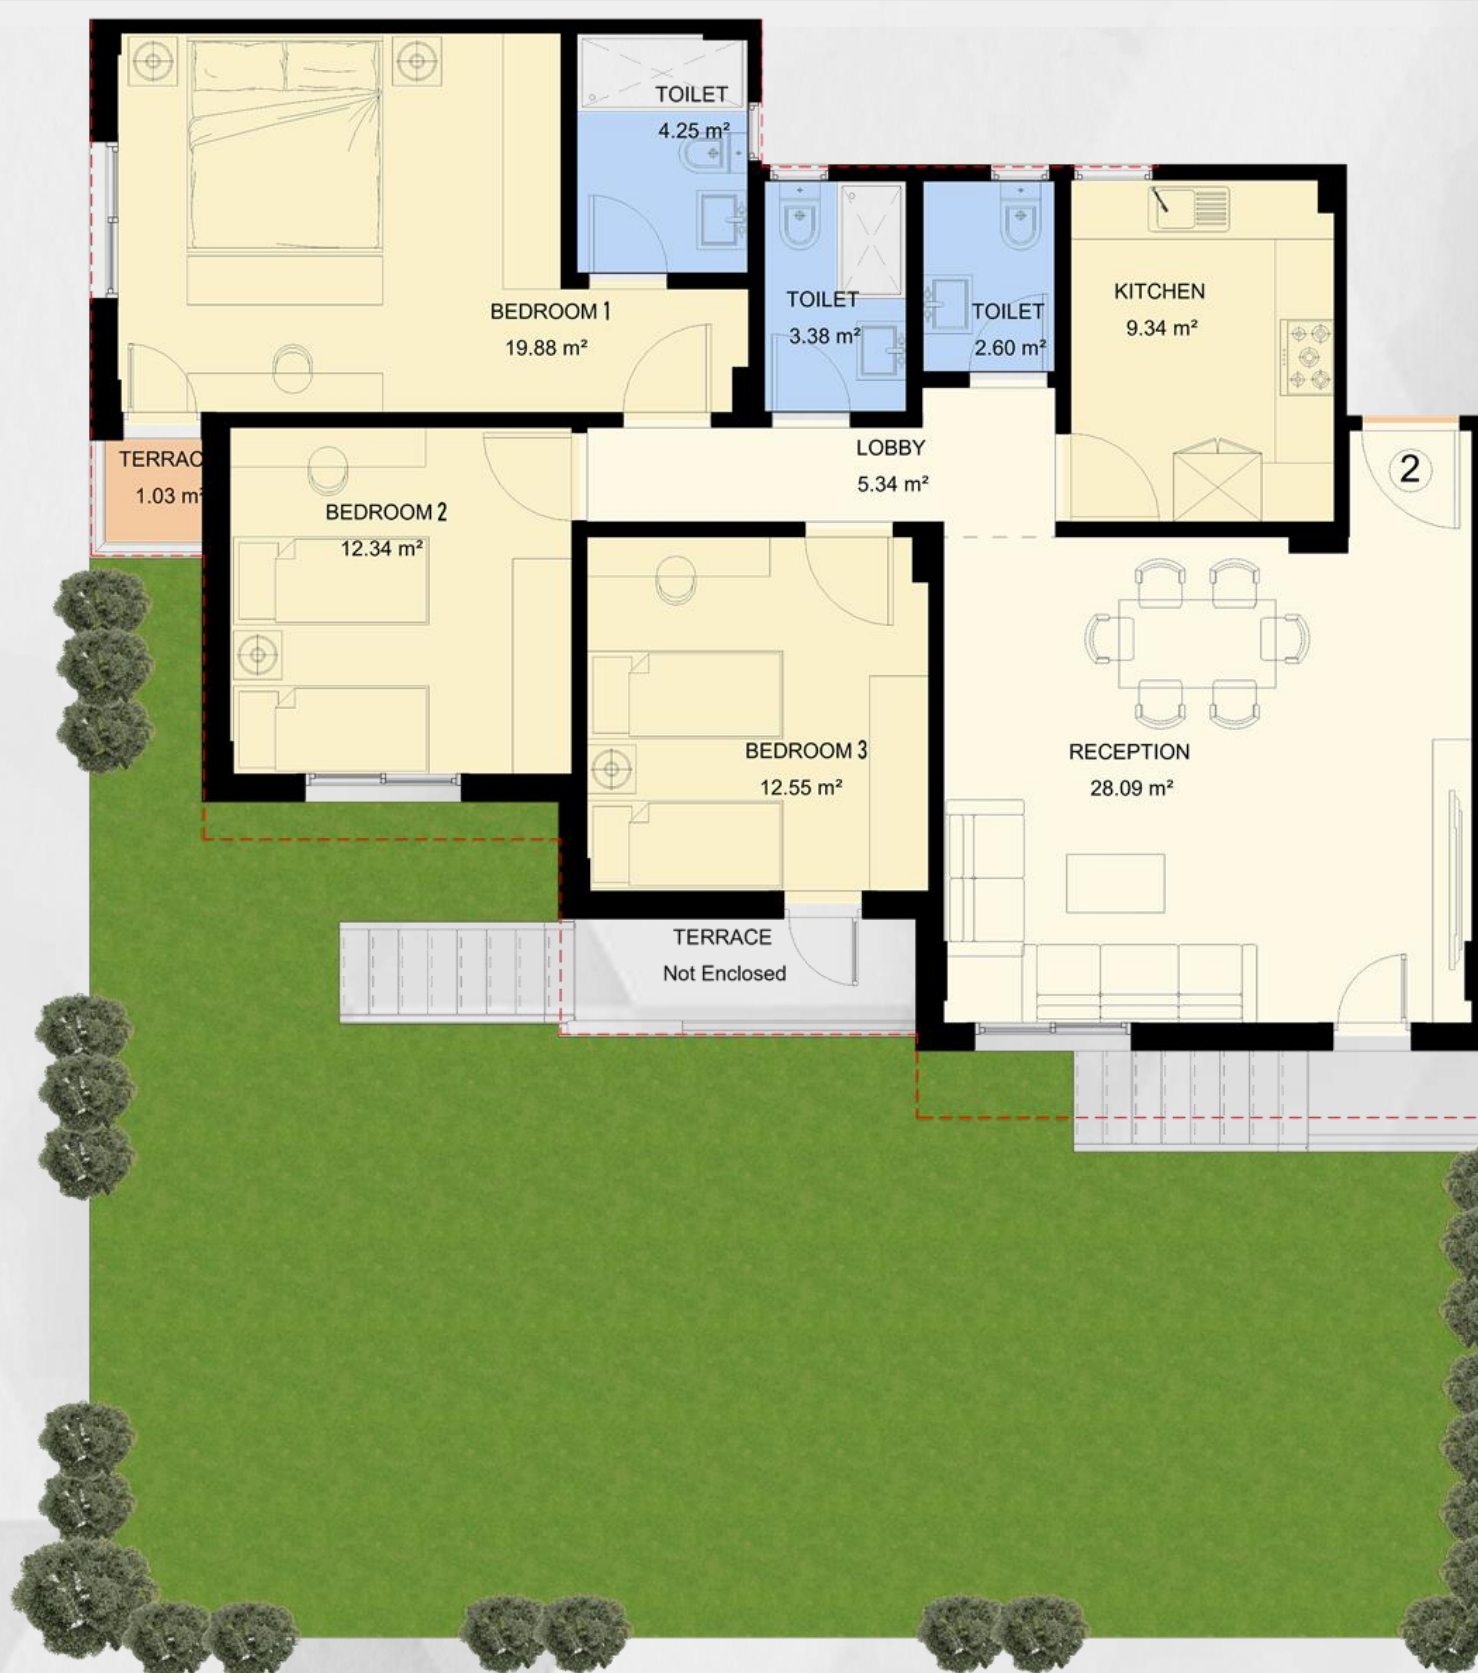 TOILET
4.25 m²
BEDROOM 1
19.88 m²
TOILET
3.38 m²
TOILET
2.60 m²
KITCHEN
9.34 m²
TERRAC
1.03 m²
LOBBY
5.34 m²
2
BEDROOM 2
12.34 m²
BEDROOM 3
12.55 m²
RECEPTION
28.09 m²
TERRACE
Not Enclosed